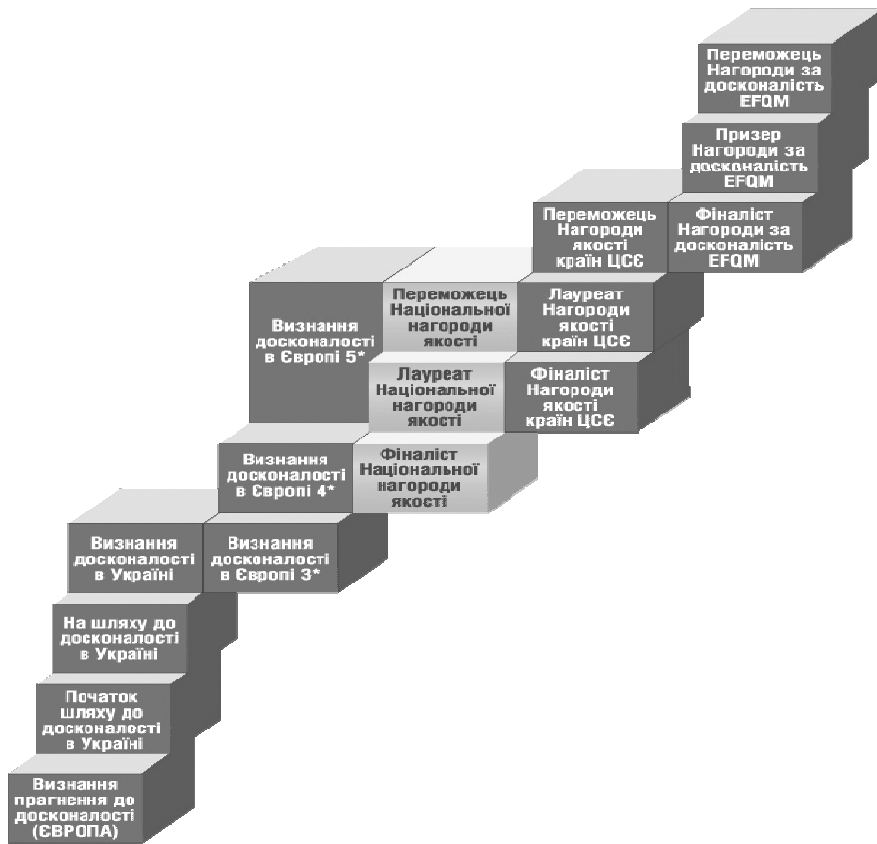 Переможець
Нагороди за
досконалість
EFQM
Призер
Нагороди за
досконалість
EFQM
Переможець
Нагороди
якості
країн ЦСЄ
Фіналіст
Нагороди за
досконалість
EFQM
Визнання
досконалості
в Європі 5*
Переможець
Національної
нагороди
якості
Лауреат
Нагороди
якості
країн ЦСЄ
Лауреат
Національної
нагороди
якості
Фіналіст
Нагороди
якості
країн ЦСЄ
Визнання
досконалості
в Європі 4*
Фіналіст
Національної
нагороди
якості
Визнання
досконалості
в Україні
Визнання
досконалості
в Європі 3*
На шляху до
досконалості
в Україні
Початок
шляху до
досконалості
в Україні
Визнання
прагнення до
досконалості
(ЄВРОПА)